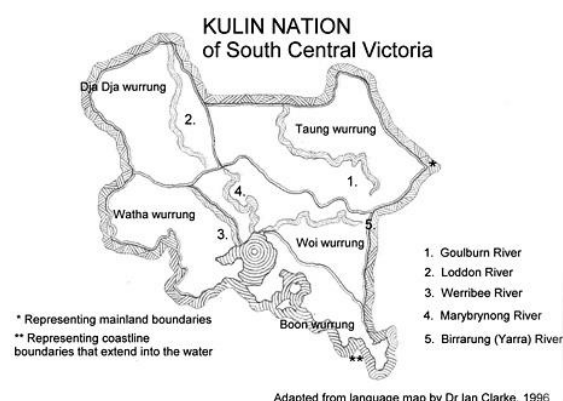 KULIN NATION
of South Central Victoria
Dja Dja wurrung
2.
Taung wurrung
*
1.
4.
Watha wurrung
5.
3.
Woi wurrung
Boon wurrung
**
1. Goulburn River
2. Loddon River
3. Werribee River
4. Marybrynong River
5. Birrarung (Yarra) River
* Representing mainland boundaries
** Representing coastline
boundaries that extend into the water
Adapted from language map by Dr Ian Clarke, 1996